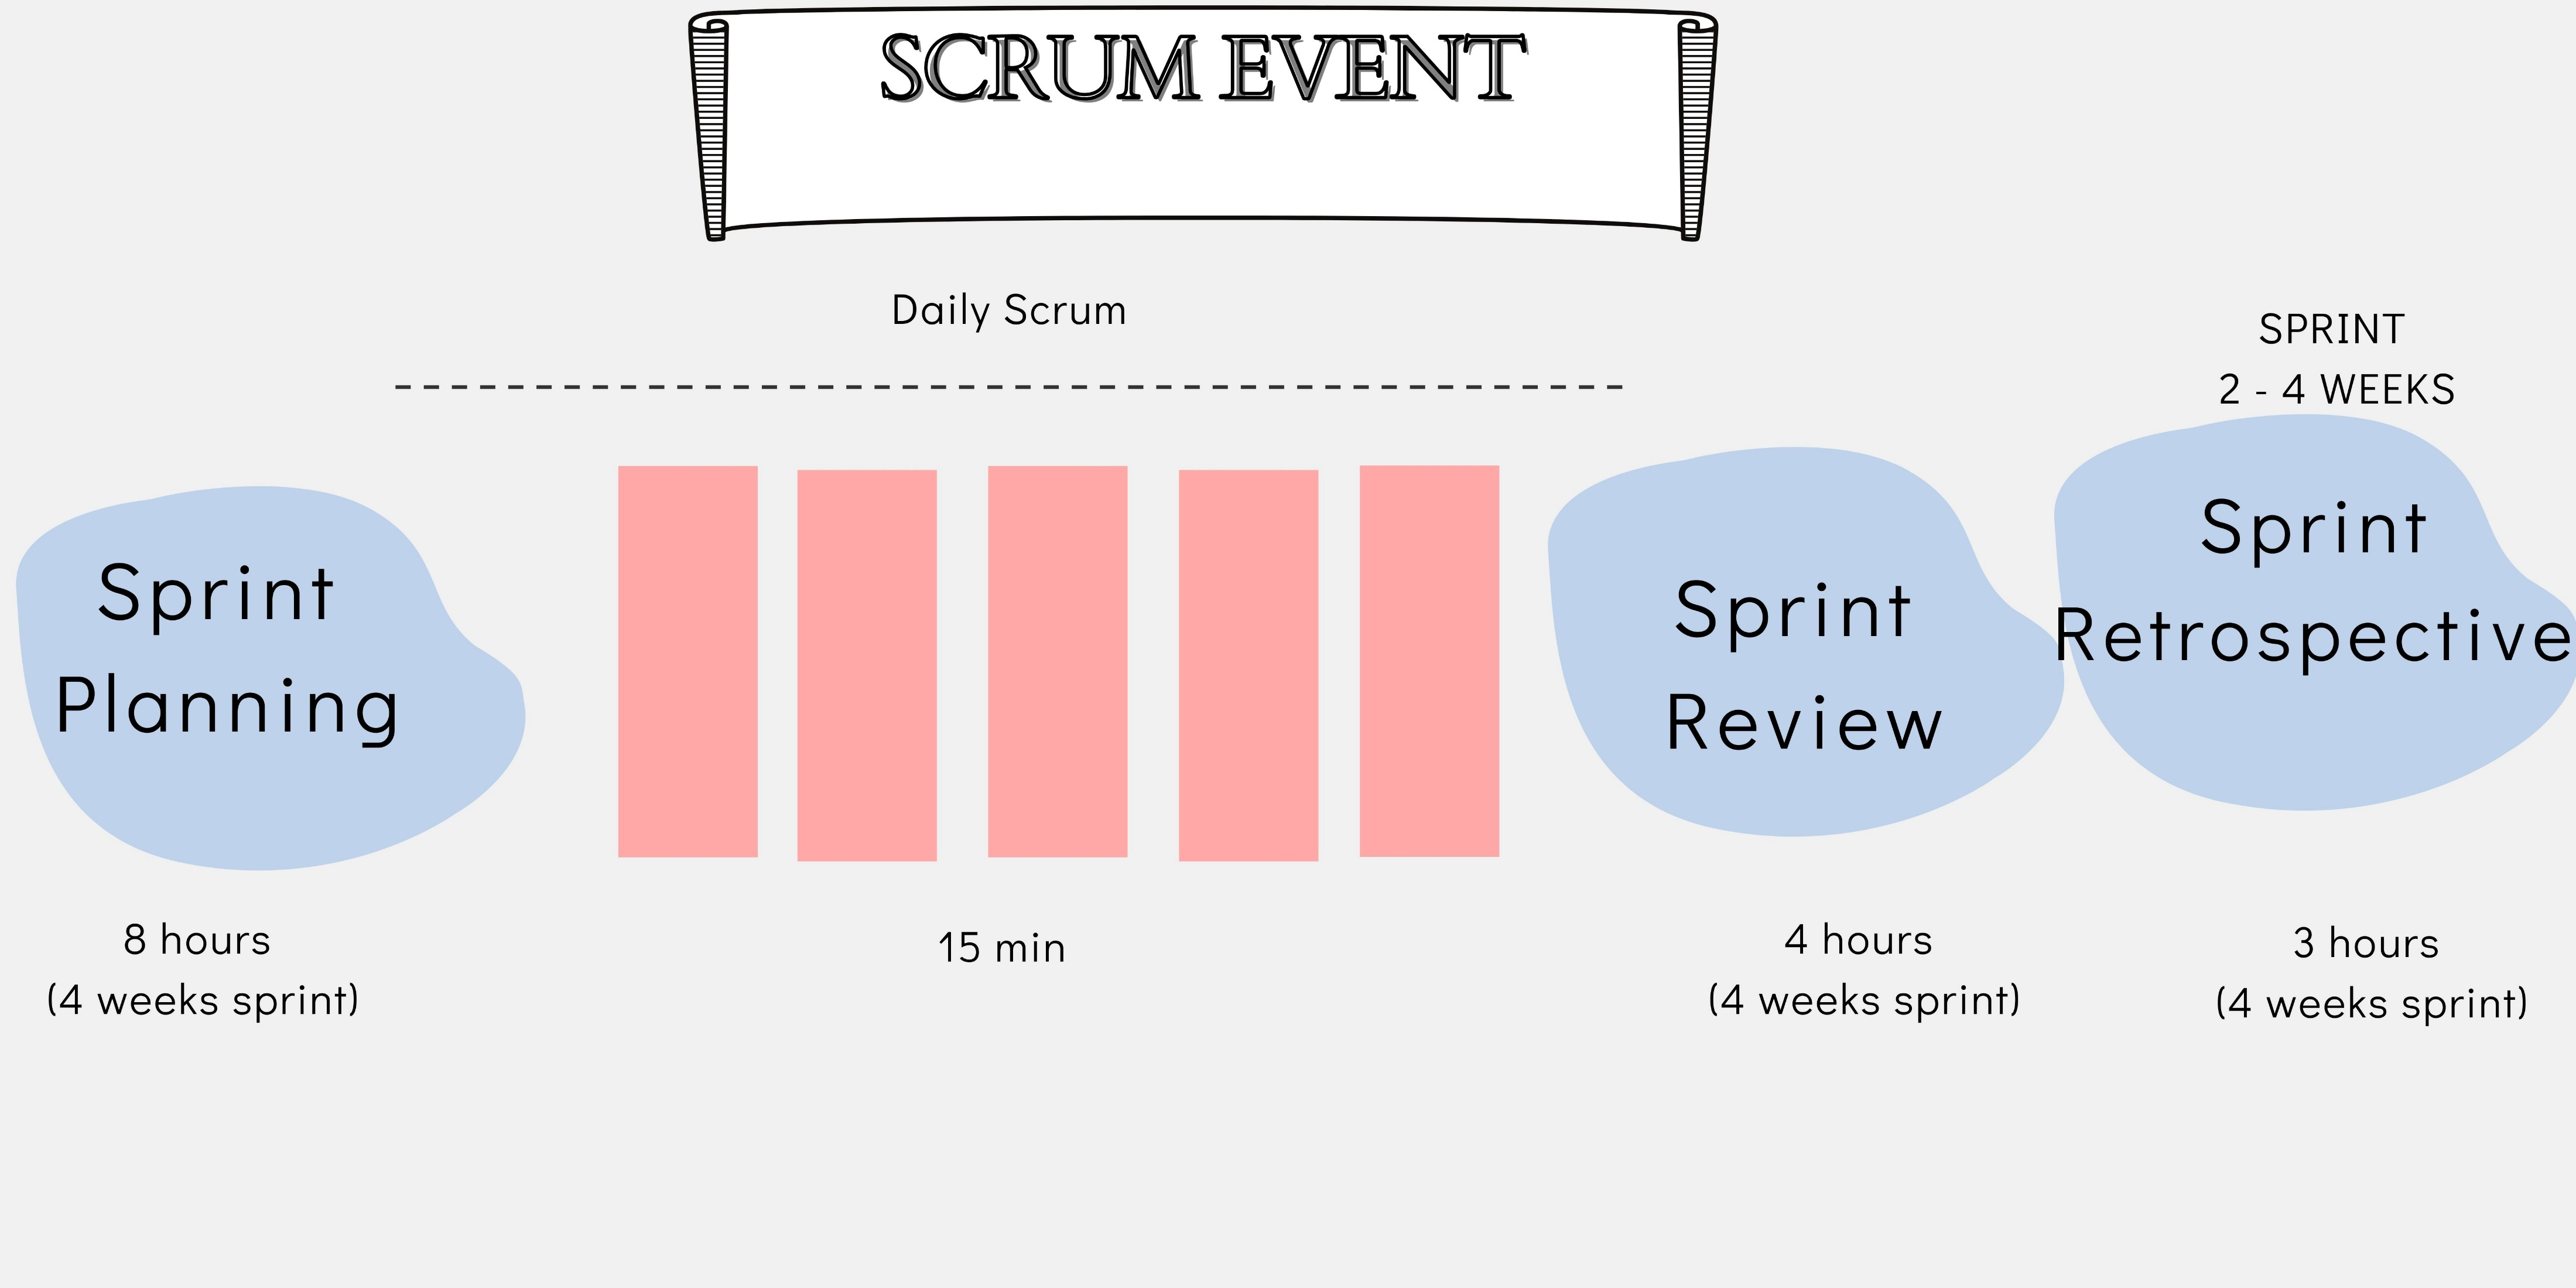 SCRUM EVENT
Daily Scrum
SPRINT
2 - 4 WEEKS
Sprint
Planning
Sprint
Review
Sprint
Retrospective
8 hours
(4 weeks sprint)
15 min
4 hours
(4 weeks sprint)
3 hours
(4 weeks sprint)